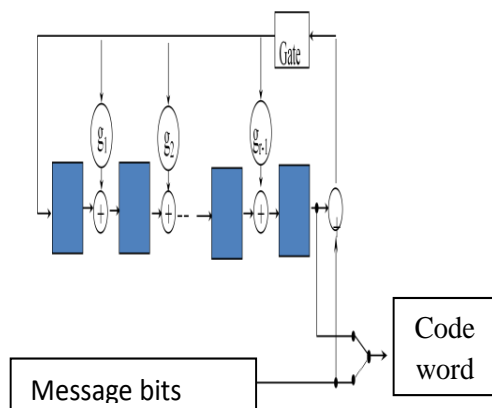 Gate
g1
g2
gr-1
+
+
--
+
Code
word
Message bits